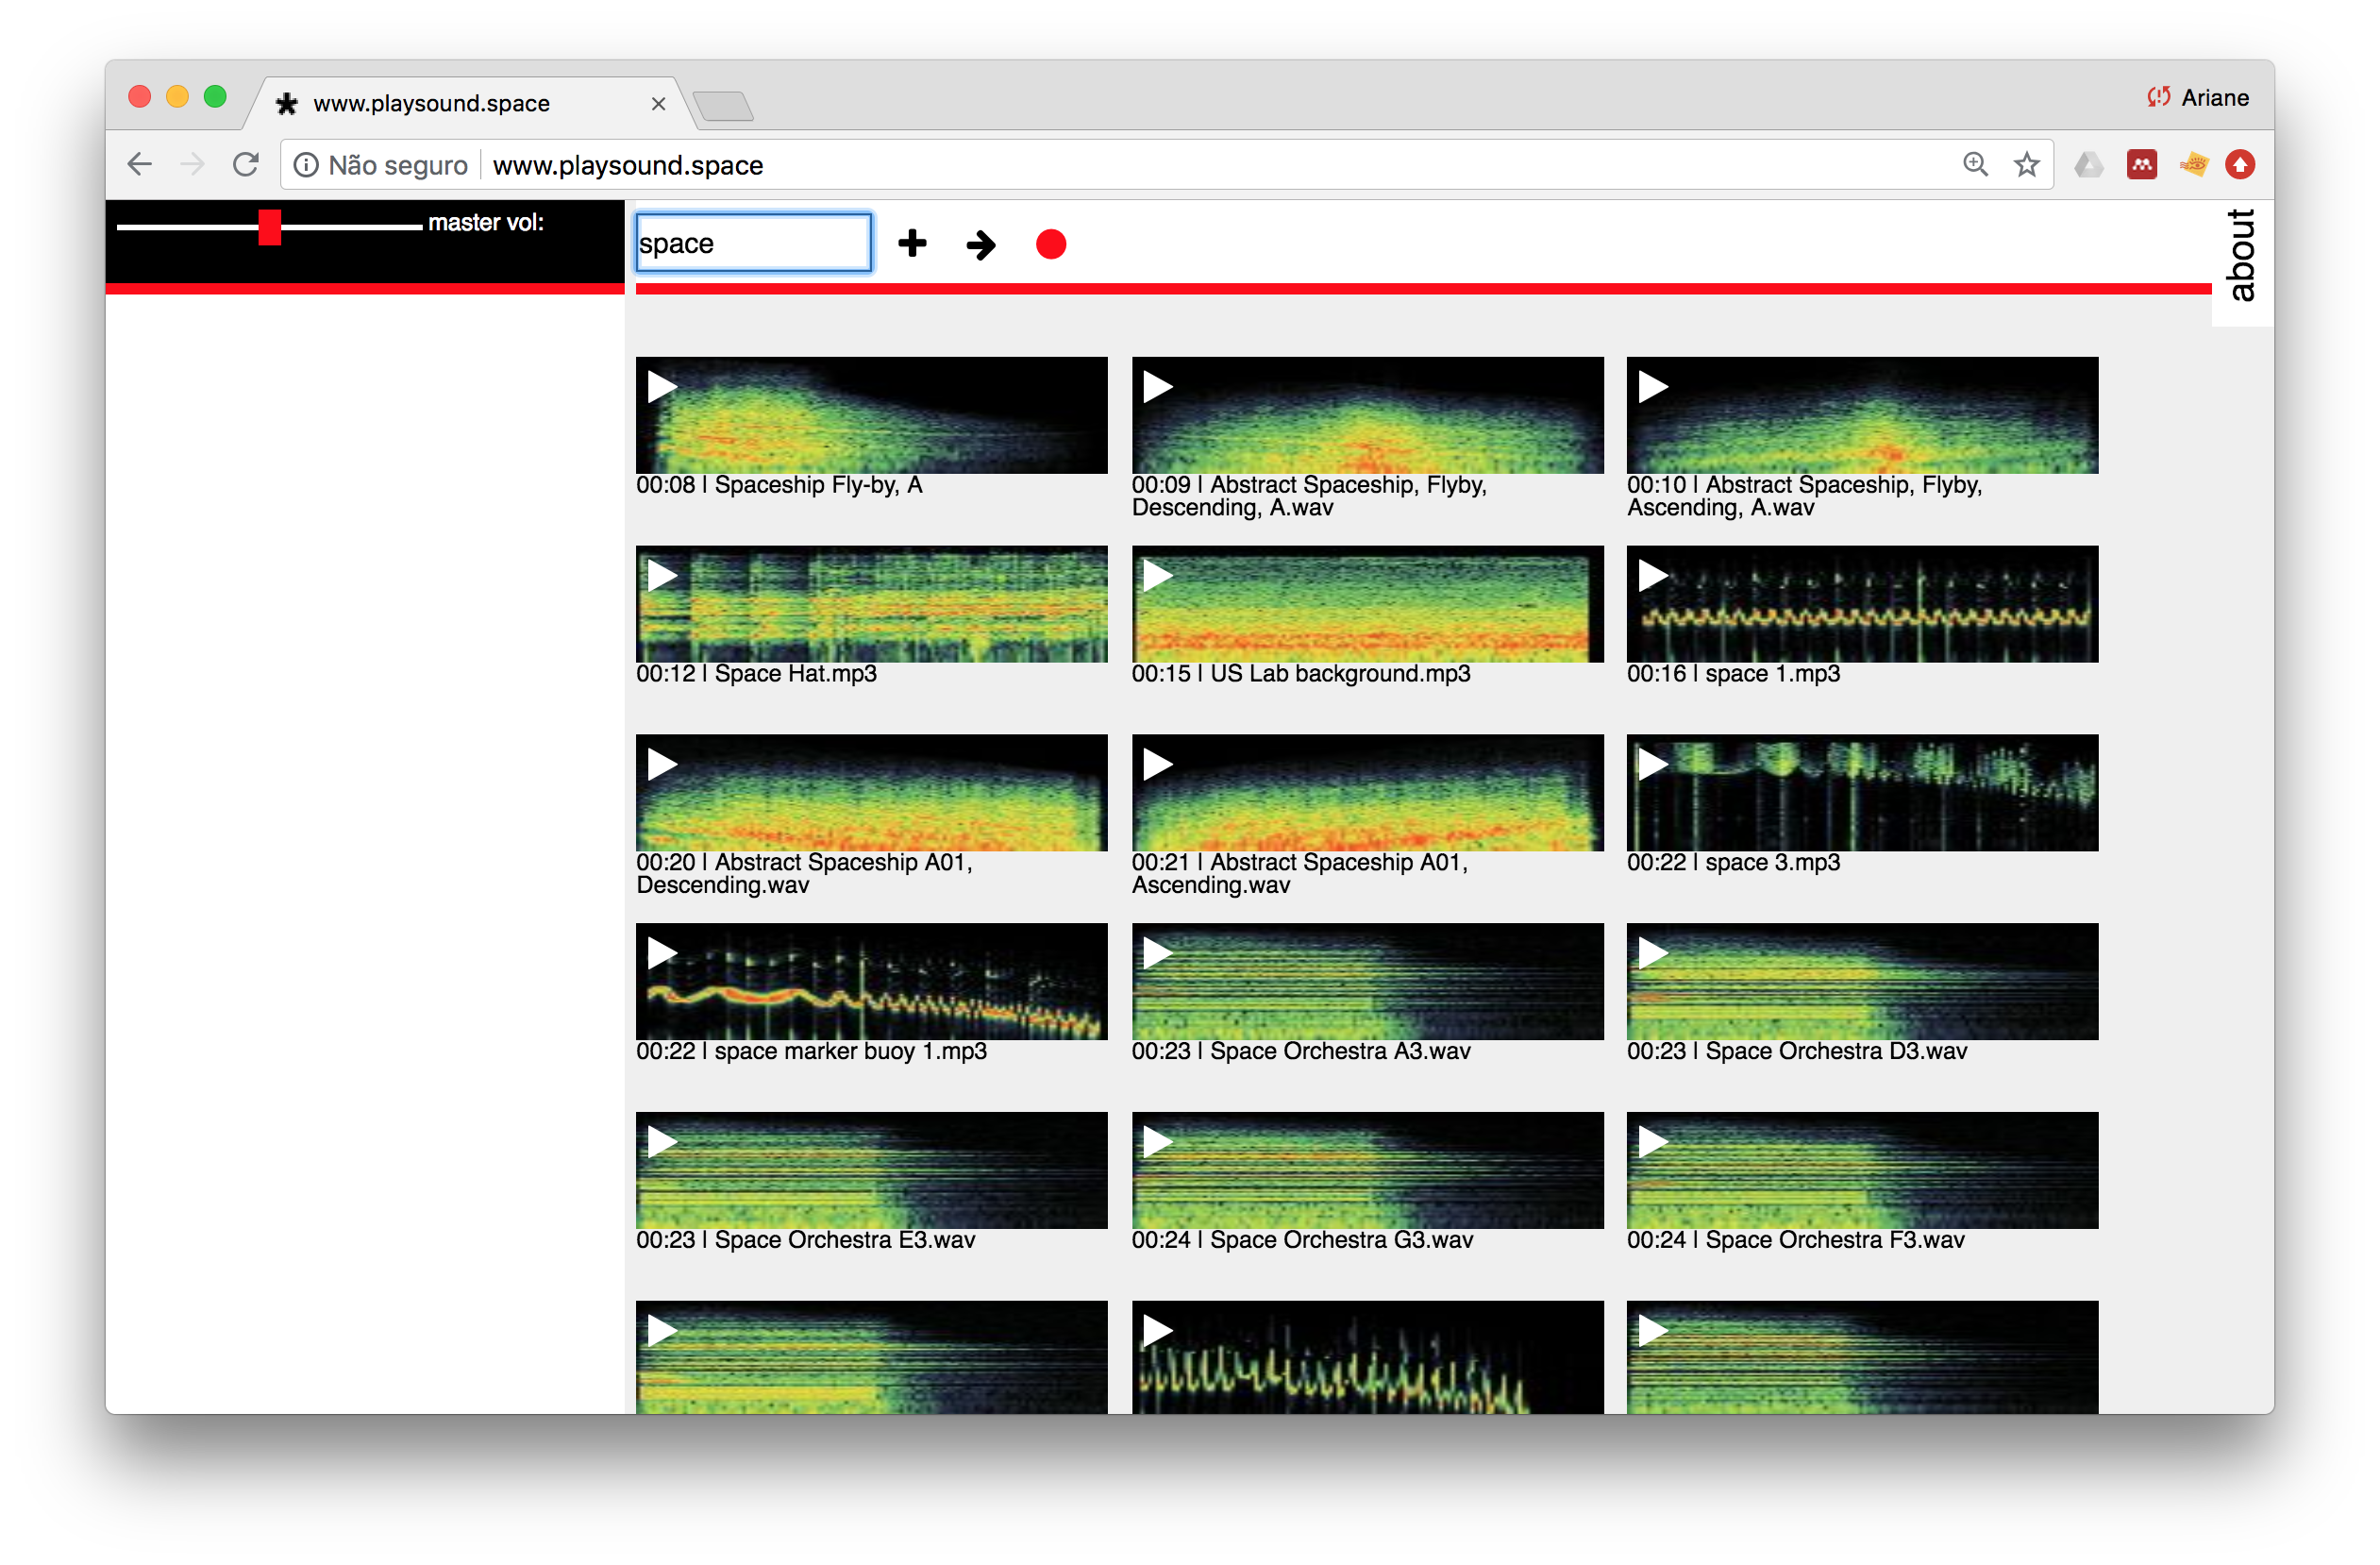 www.playsound.space
Ariane
Não seguro
www.playsound.space
master vol:
space
about
00:08 | Spaceship Fly-by, A
00:09 | Abstract Spaceship, Flyby,
Descending, A.wav
00:10 | Abstract Spaceship, Flyby,
Ascending, A.wav
00:12 | Space Hat.mp3
00:15 | US Lab background.mp3
00:16 | space 1.mp3
00:20 | Abstract Spaceship A01,
Descending.wav
00:21 | Abstract Spaceship A01,
Ascending.wav
00:22 | space 3.mp3
00:22 | space marker buoy 1.mp3
00:23 | Space Orchestra A3.wav
00:23 | Space Orchestra D3.wav
00:23 | Space Orchestra E3.wav
00:24 | Space Orchestra G3.wav
00:24 | Space Orchestra F3.wav